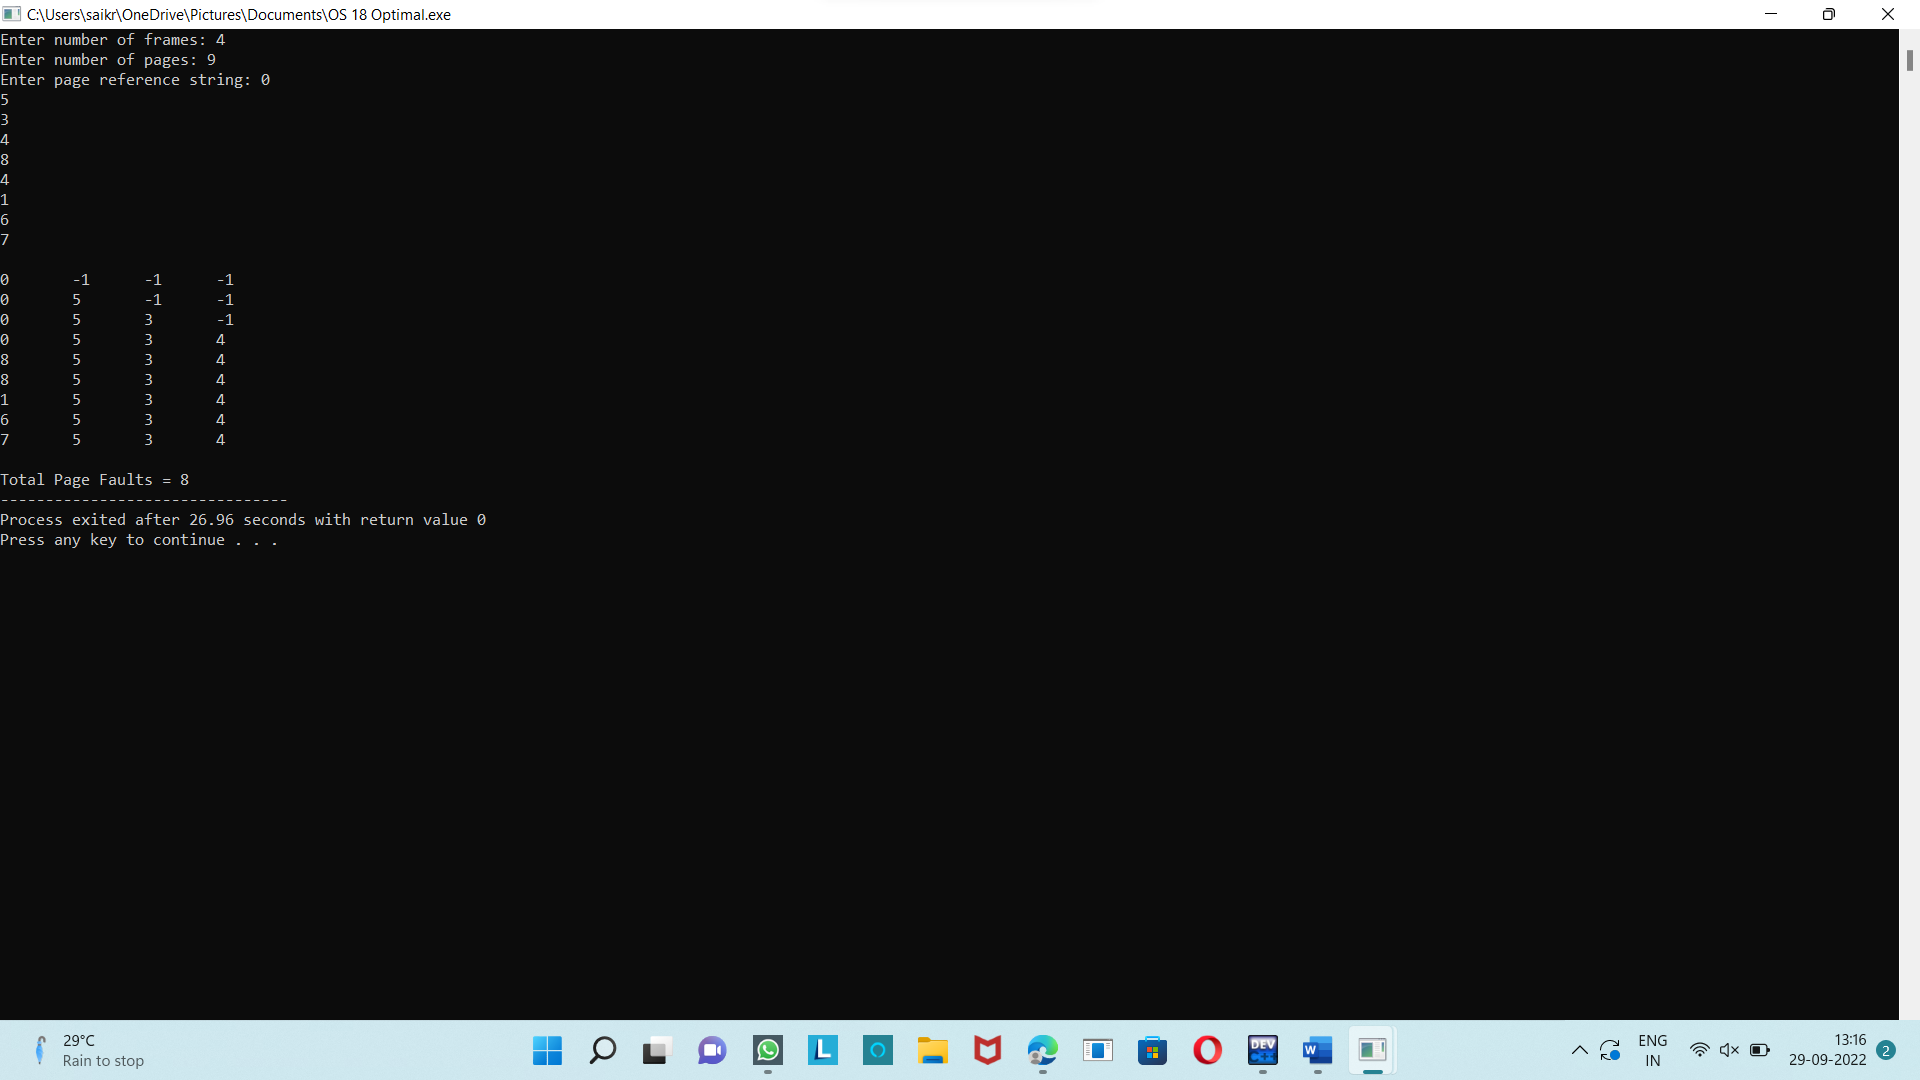 C:\Users\saikr\OneDrive\Pictures\Documents\OS 18 Optimal.exe
Enter number of frames: 4
Enter number of pages: 9
Enter page reference string: 0
5
3
4
8
4
1
6
7
0 -1 -1 -1
0 5 -1 -1
0 5 3 -1
0 5 3 4
8 5 3 4
8 5 3 4
1 5 3 4
6 5 3 4
7 5 3 4
Total Page Faults = 8
--------------------------------
Process exited after 26.96 seconds with return value 0
Press any key to continue . . .
29°C
Rain to stop
L
DEV
C++
W
ENG
IN
13:16
29-09-2022
2